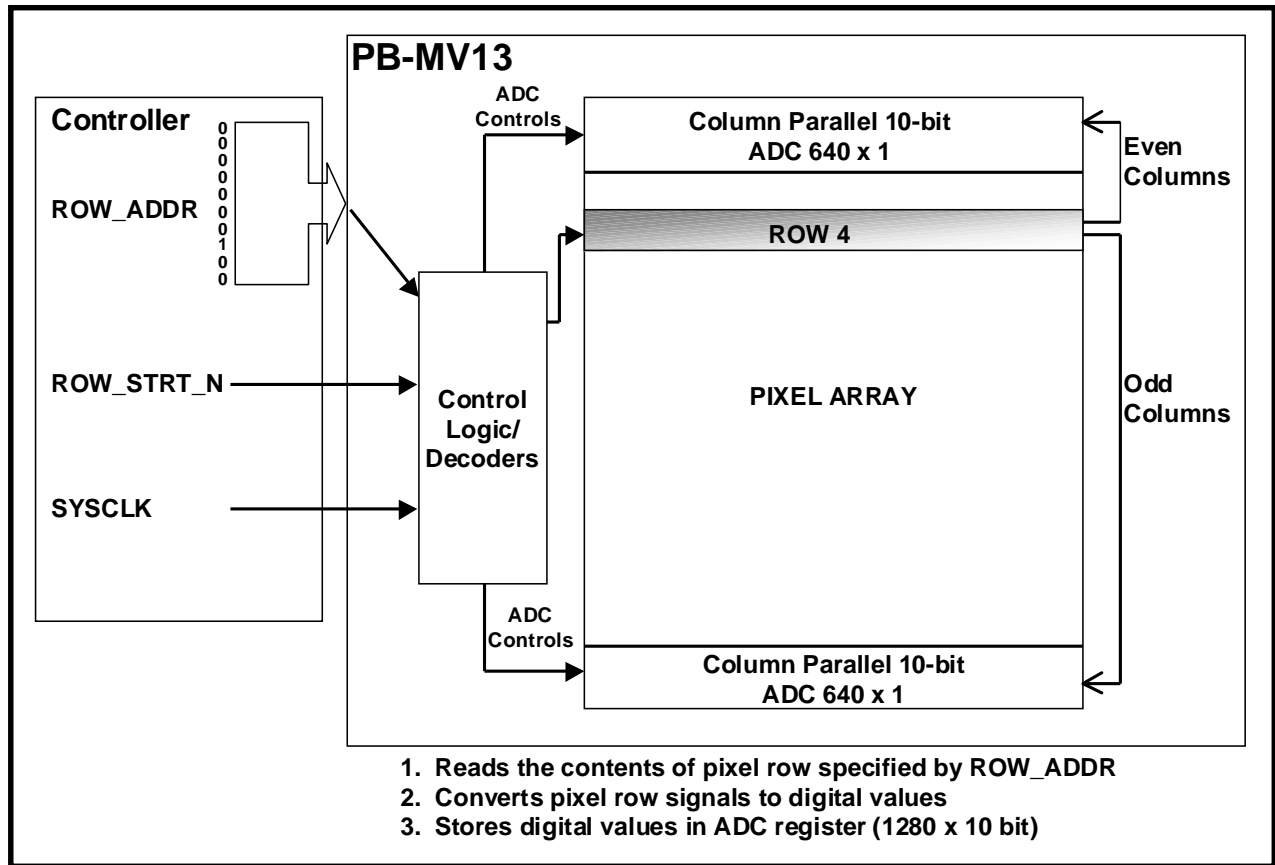 PB-MV13
Controller
ROW_ADDR
0
0
0
0
0
0
0
1
0
0
ROW_STRT_N
SYSCLK
ADC
Controls
Control
Logic/
Decoders
ADC
Controls
Column Parallel 10-bit
ADC 640 x 1
ROW 4
PIXEL ARRAY
Column Parallel 10-bit
ADC 640 x 1
Even
Columns
Odd
Columns
1. Reads the contents of pixel row specified by ROW_ADDR
2. Converts pixel row signals to digital values
3. Stores digital values in ADC register (1280 x 10 bit)